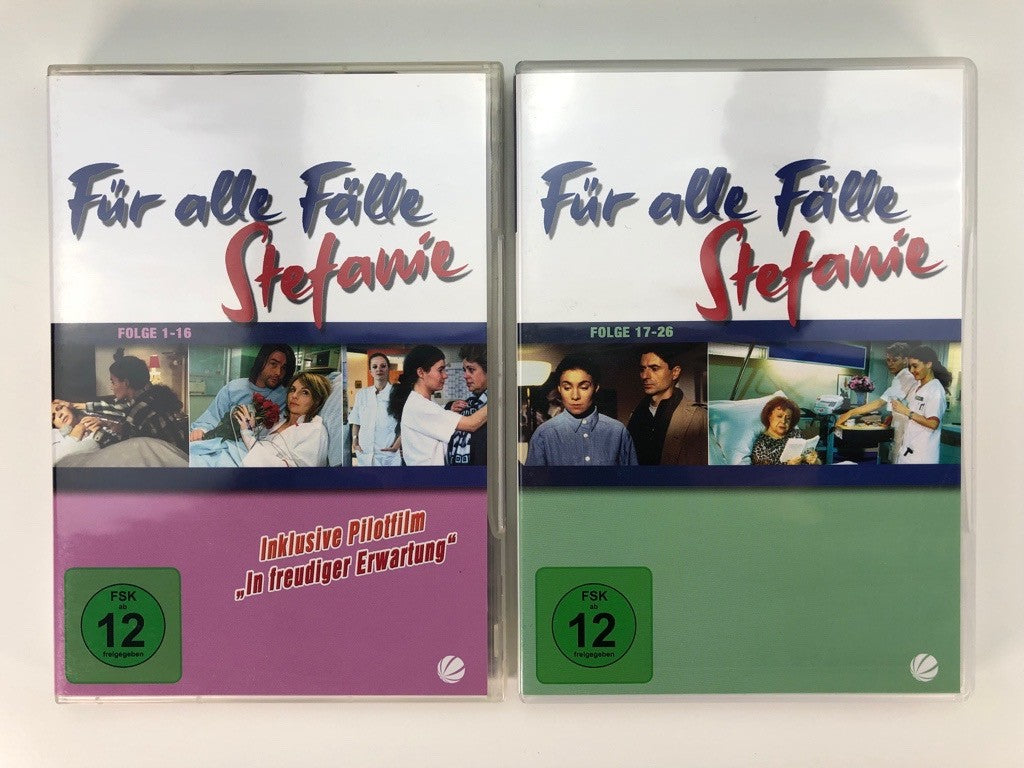 Für alle Fälle
Stefanie
FOLGE 1-16
Inklusive Pilotfilm
„In freudiger Erwartung“
FSK
ab
12
freigegeben
Für alle Fälle
Stefanie
FOLGE 17-26
FSK
ab
12
freigegeben